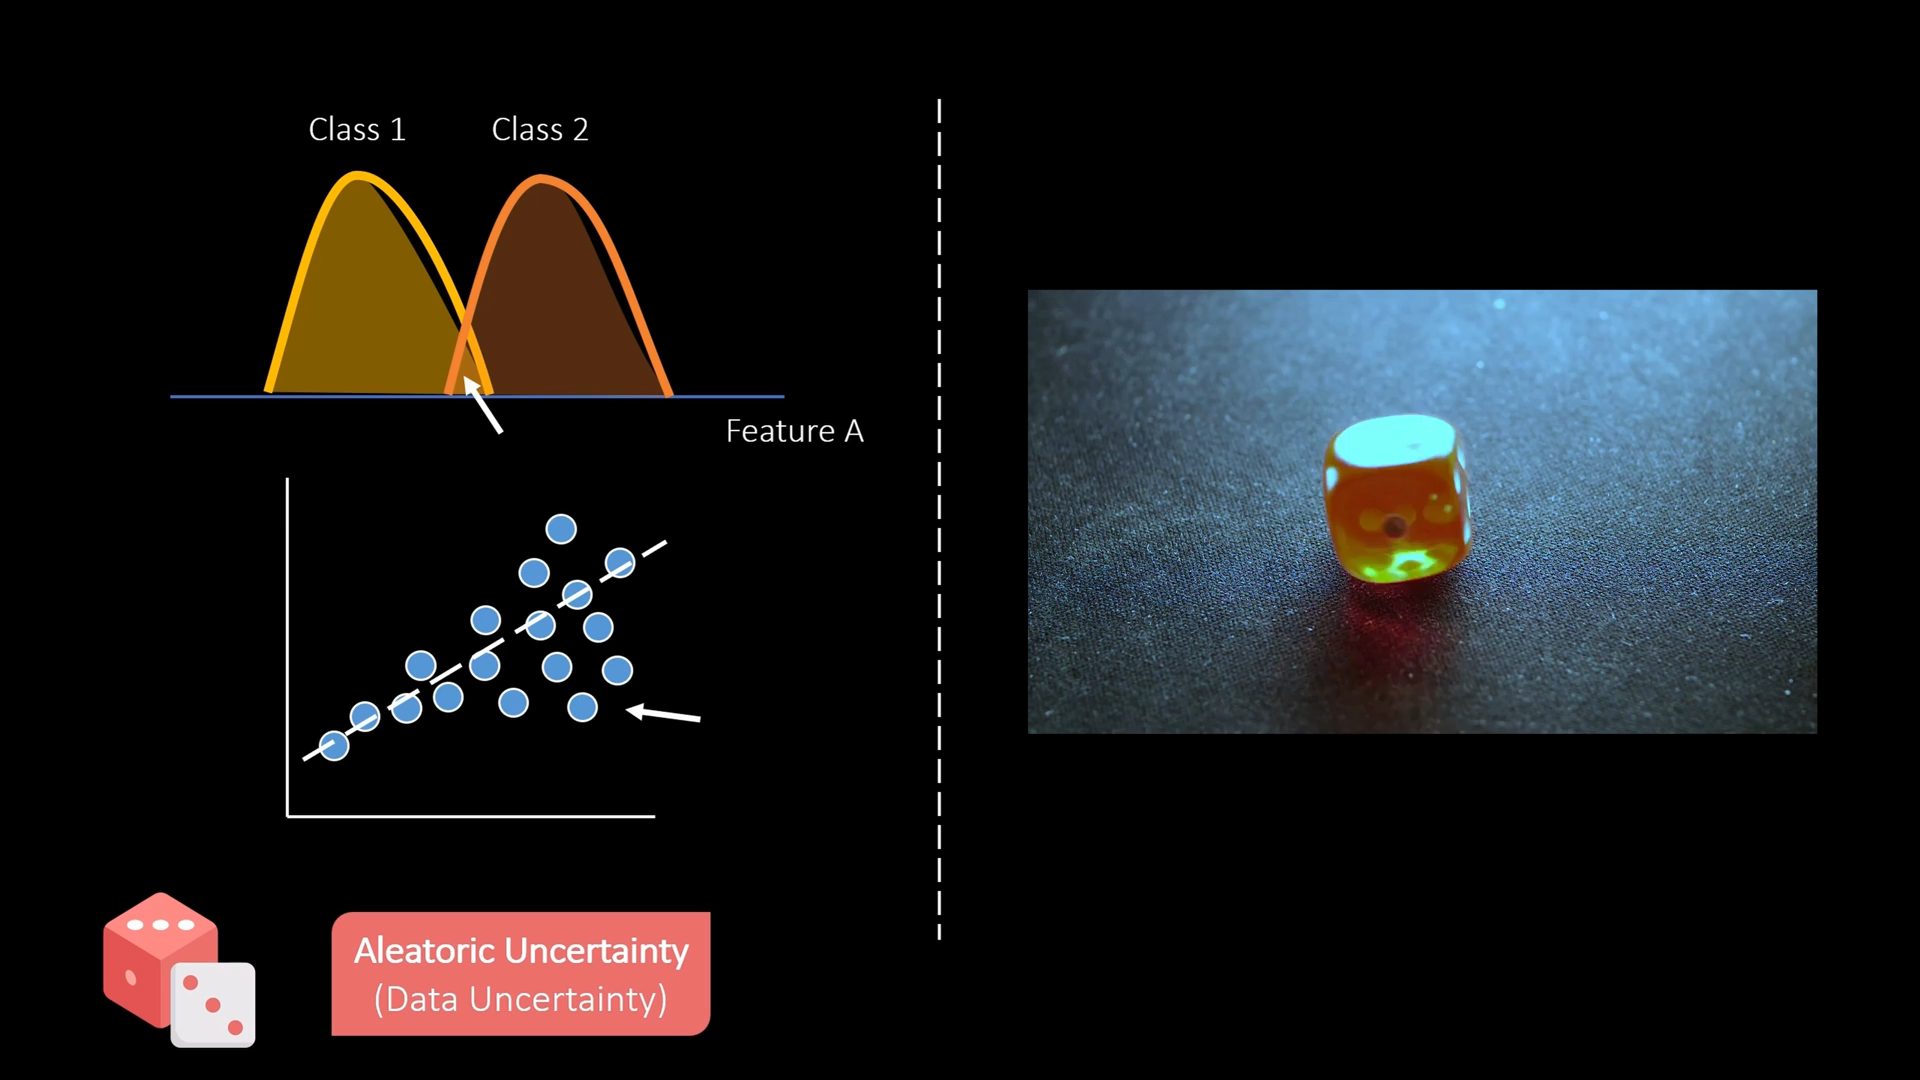 Class 1
Class 2
Feature A
Aleatoric Uncertainty
(Data Uncertainty)